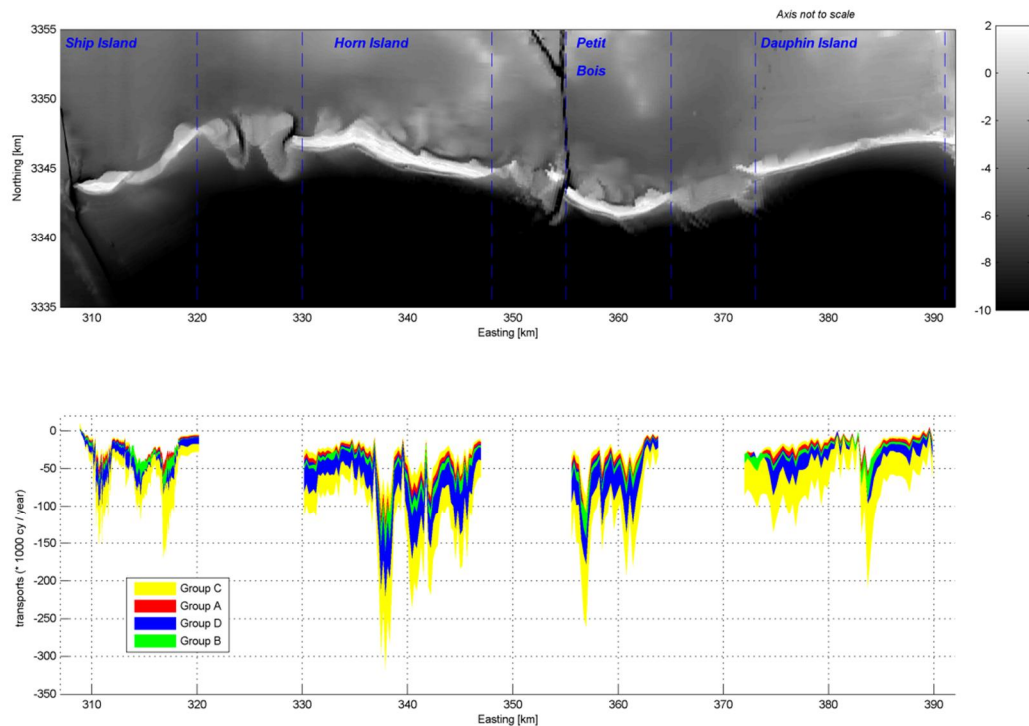 Axis not to scale
Ship Island
Horn Island
Petit
Bois
Dauphin Island
3355
3350
3345
3340
3335
Northing [km]
310 320 330 340 350 360 370 380 390
Easting [km]
2
0
-2
-4
-6
-8
-10
0
-50
-100
-150
-200
-250
-300
-350
transports (* 1000 cy / year)
Group C
Group A
Group D
Group B
310 320 330 340 350 360 370 380 390
Easting [km]